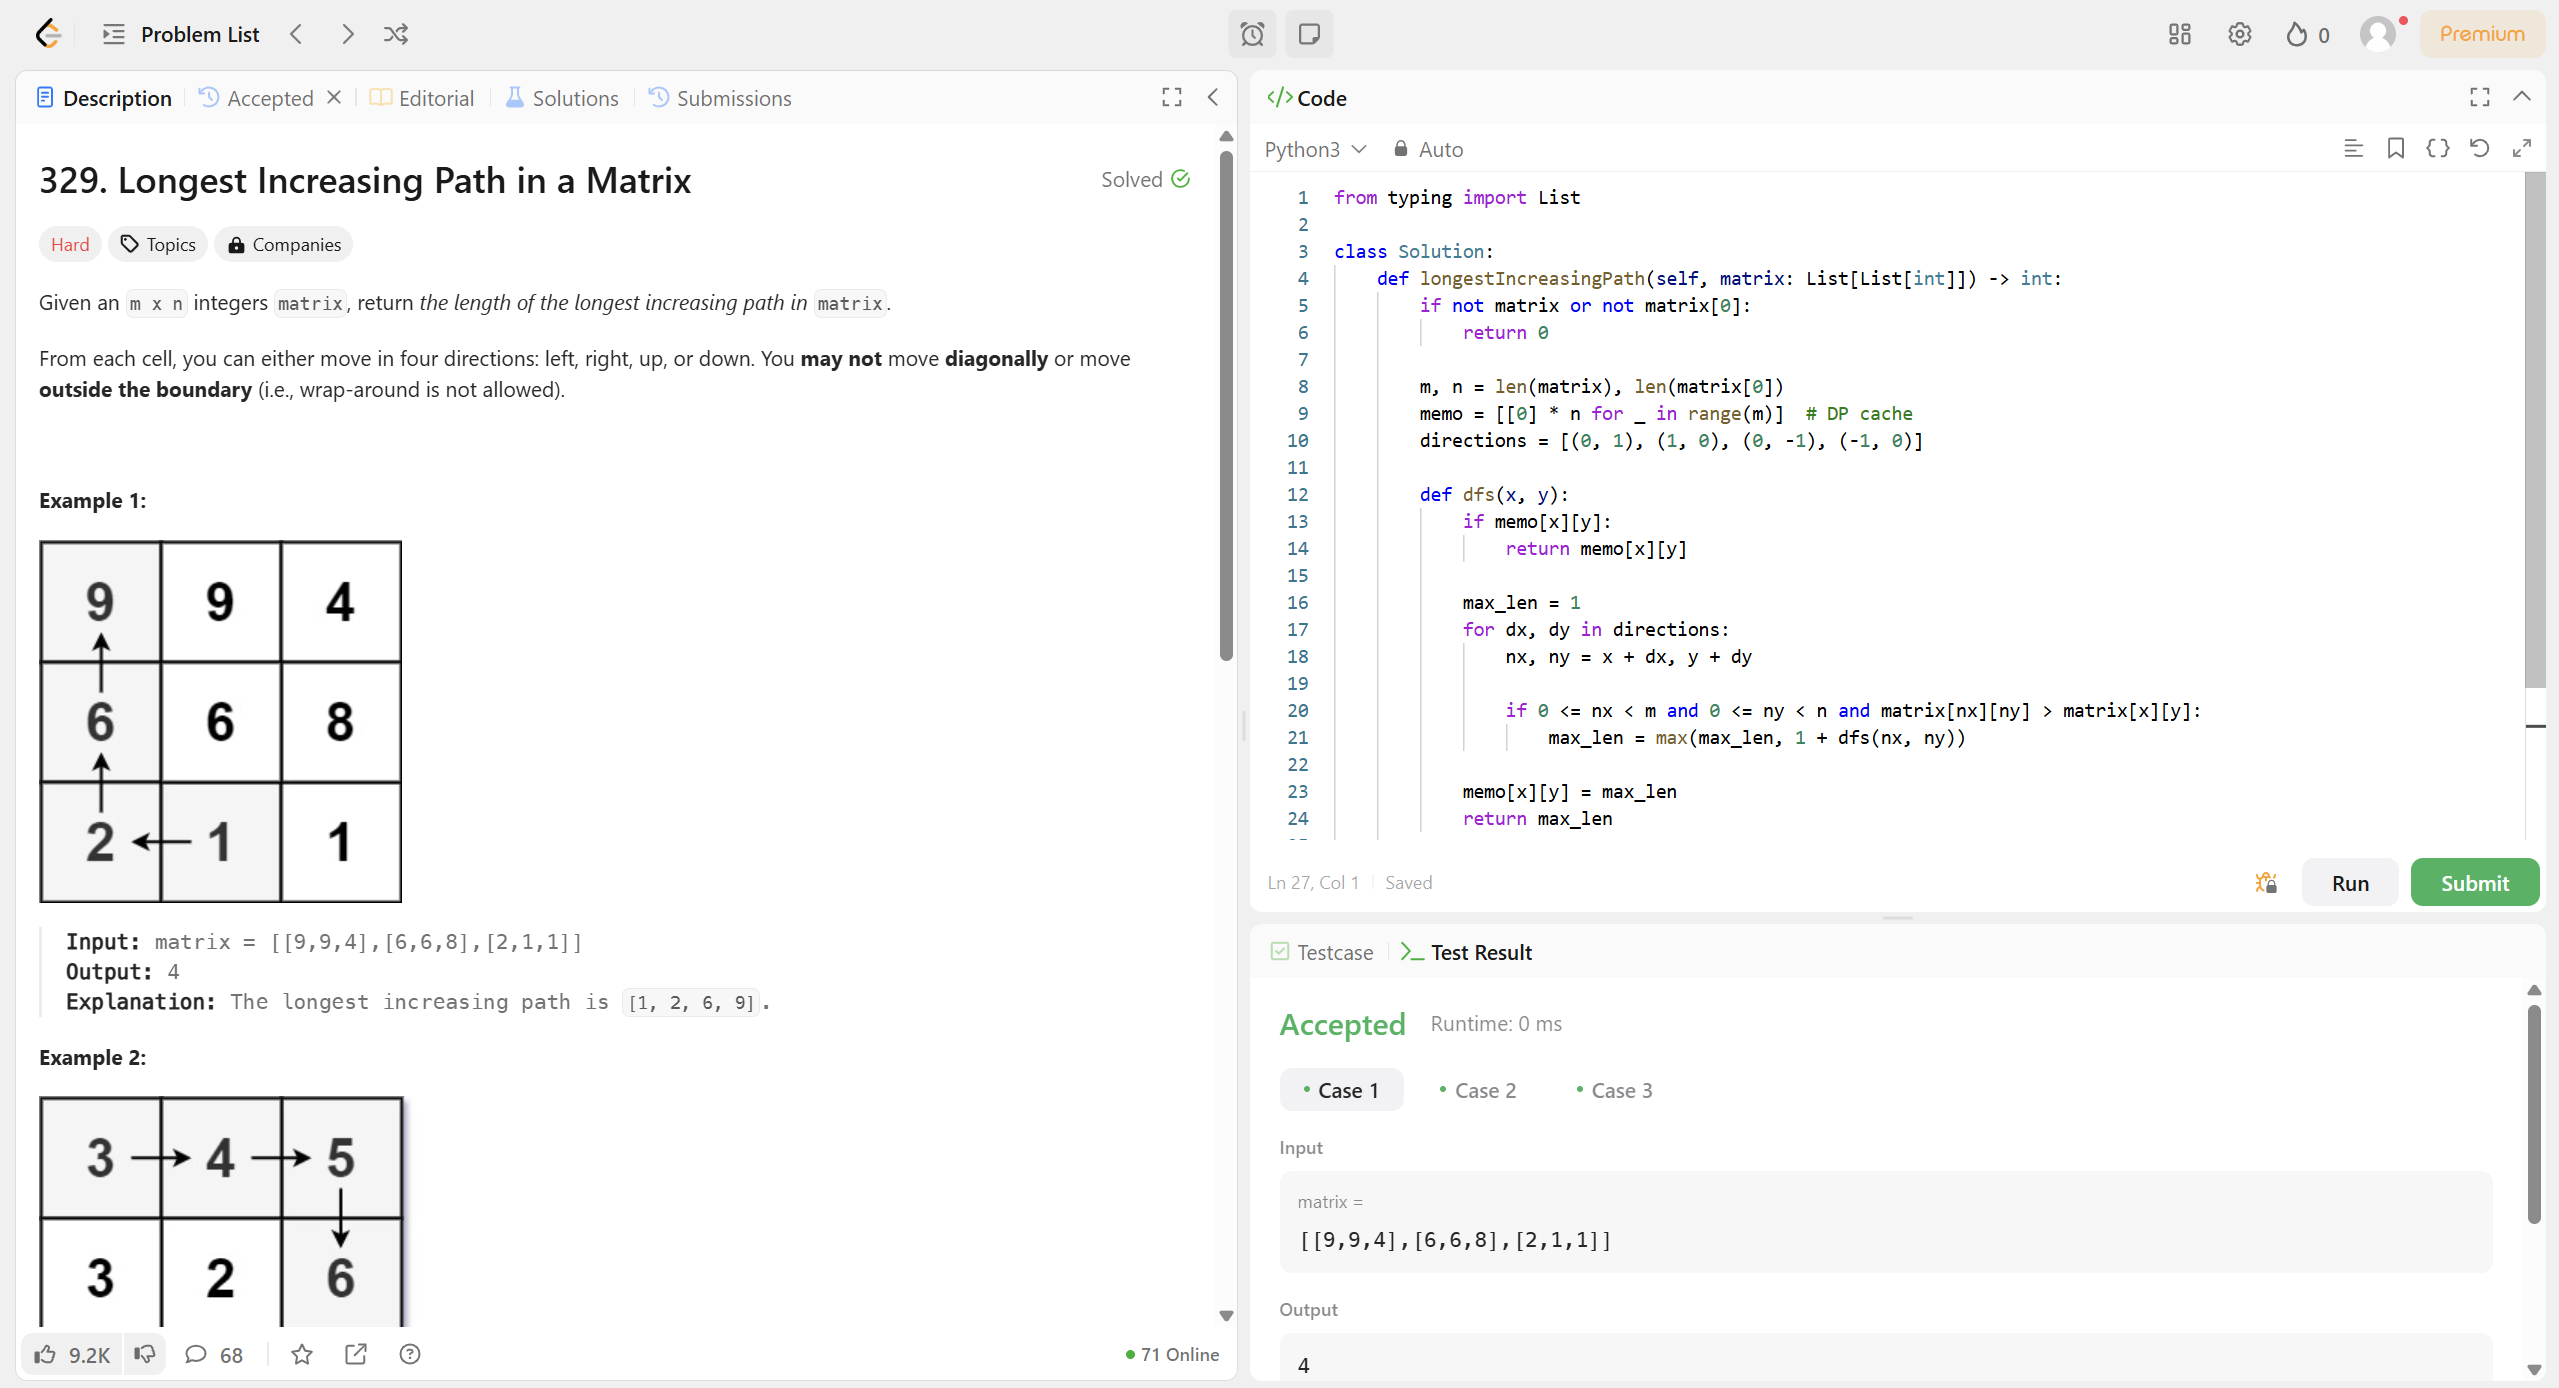 Problem List
0
Premium
Description
Accepted
Editorial
Solutions
Submissions
329. Longest Increasing Path in a Matrix
Solved
Hard
Topics
Companies
Given an m x n integers matrix, return the length of the longest increasing path in matrix.
From each cell, you can either move in four directions: left, right, up, or down. You may not move diagonally or move
outside the boundary (i.e., wrap-around is not allowed).
Example 1:
9 9 4
6 6 8
2 1 1
Input: matrix = [[9,9,4],[6,6,8],[2,1,1]]
Output: 4
Explanation: The longest increasing path is [1, 2, 6, 9].
Example 2:
3 4 5
3 2 6
9.2K
68
71 Online
Code
Python3
Auto
1 from typing import List
2
3 class Solution:
4     def longestIncreasingPath(self, matrix: List[List[int]]) -> int:
5         if not matrix or not matrix[0]:
6             return 0
7
8         m, n = len(matrix), len(matrix[0])
9         memo = [[0] * n for _ in range(m)]  # DP cache
10         directions = [(0, 1), (1, 0), (0, -1), (-1, 0)]
11
12         def dfs(x, y):
13             if memo[x][y]:
14                 return memo[x][y]
15
16             max_len = 1
17             for dx, dy in directions:
18                 nx, ny = x + dx, y + dy
19
20                 if 0 <= nx < m and 0 <= ny < n and matrix[nx][ny] > matrix[x][y]:
21                     max_len = max(max_len, 1 + dfs(nx, ny))
22
23             memo[x][y] = max_len
24             return max_len
Ln 27, Col 1
Saved
Run
Submit
Testcase
Test Result
Accepted
Runtime: 0 ms
Case 1
Case 2
Case 3
Input
matrix =
[[9,9,4],[6,6,8],[2,1,1]]
Output
4